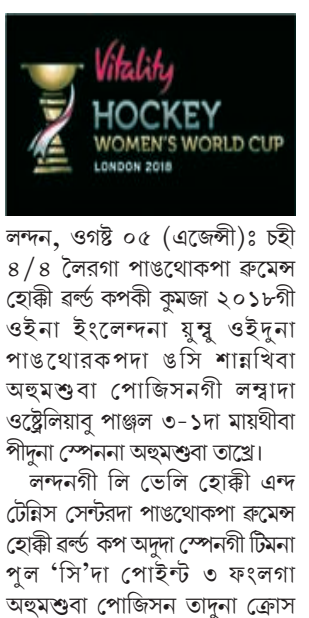 Vitality
HOCKEY
WOMEN'S WORLD CUP
LONDON 2018
লন্দন, ওগষ্ট ০৫ (এজেন্সী)ঃ চহী
৪/৪ লৈরগা পাঙথোকপা ৱুমেন্স
হোক্কী ৱর্ল্ড কপকী কুমজা ২০১৮গী
ওইনা ইংলেন্দনা য়ুম্বু ওইদুনা
পাঙথোরকপদা ঙসি শান্নখিবা
অহুমশুবা পোজিসনগী লম্বাদা
ওষ্ট্রেলিয়াবু পাঞ্জল ৩-১দা মায়থীবা
পীদুনা স্পেননা অহুমশুবা তাখ্রে।
লন্দনগী লি ভেলি হোক্কী এন্দ
টেন্নিস সেন্টরদা পাঙথোকপা ৱুমেন্স
হোক্কী ৱর্ল্ড কপ অদুদা স্পেনগী টিমনা
পুল ‘সি’দা পোইন্ট ৩ ফংলগা
অহুমশুবা পোজিসন তাদুনা ক্রোস